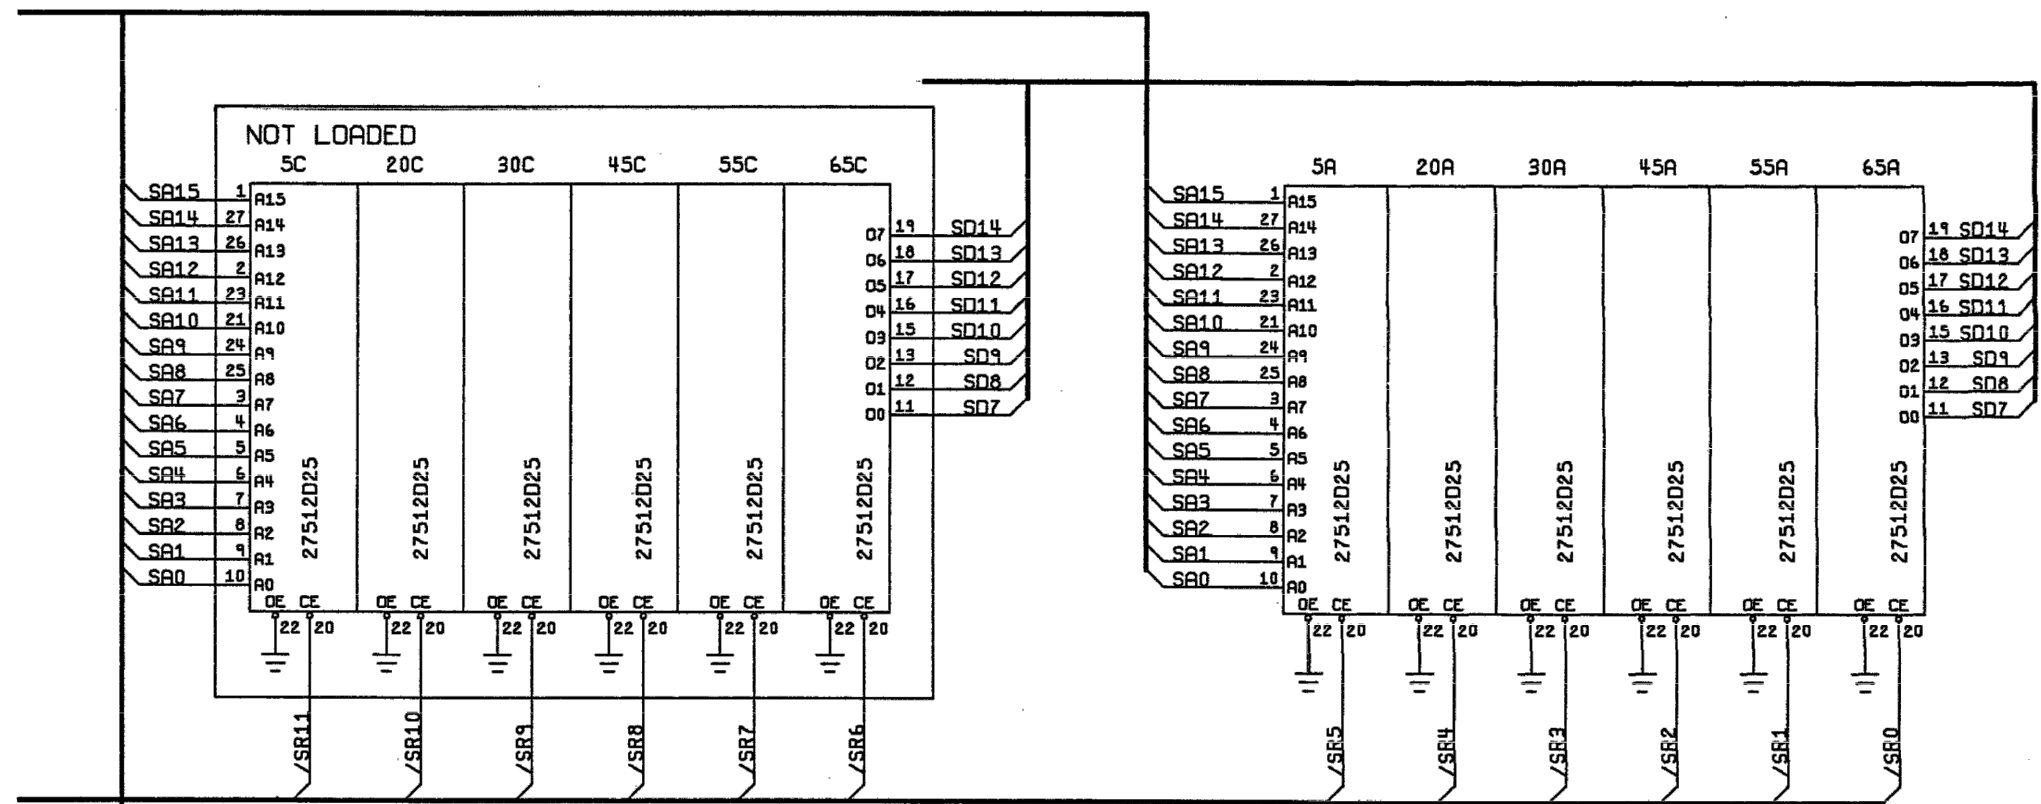 NOT LOADED
5C 20C 30C 45C 55C 65C
SA15 1 A15
SA14 27 A14
SA13 26 A13
SA12 2 A12
SA11 23 A11
SA10 21 A10
SA9 24 A9
SA8 25 A8
SA7 3 A7
SA6 4 A6
SA5 5 A5
SA4 6 A4
SA3 7 A3
SA2 8 A2
SA1 9 A1
SA0 10 A0
O7 19 SD14
O6 18 SD13
O5 17 SD12
O4 16 SD11
O3 15 SD10
O2 13 SD9
O1 12 SD8
O0 11 SD7
27512D25 27512D25 27512D25 27512D25 27512D25 27512D25
OE CE OE CE OE CE OE CE OE CE OE CE
22 20 22 20 22 20 22 20 22 20 22 20
/SR11 /SR10 /SR9 /SR8 /SR7 /SR6
5A 20A 30A 45A 55A 65A
SA15 1 A15
SA14 27 A14
SA13 26 A13
SA12 2 A12
SA11 23 A11
SA10 21 A10
SA9 24 A9
SA8 25 A8
SA7 3 A7
SA6 4 A6
SA5 5 A5
SA4 6 A4
SA3 7 A3
SA2 8 A2
SA1 9 A1
SA0 10 A0
O7 19 SD14
O6 18 SD13
O5 17 SD12
O4 16 SD11
O3 15 SD10
O2 13 SD9
O1 12 SD8
O0 11 SD7
27512D25 27512D25 27512D25 27512D25 27512D25 27512D25
OE CE OE CE OE CE OE CE OE CE OE CE
22 20 22 20 22 20 22 20 22 20 22 20
/SR5 /SR4 /SR3 /SR2 /SR1 /SR0